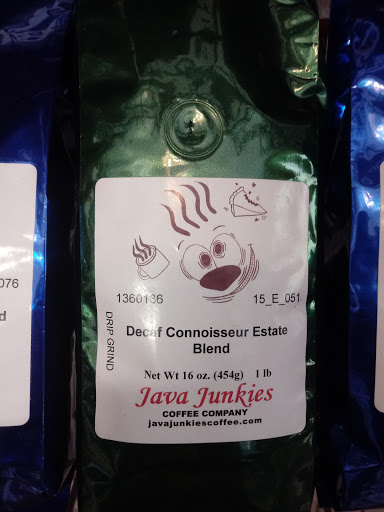 1360136 15_E_051
DRIP GRIND
Decaf Connoisseur Estate
Blend
Net Wt 16 oz. (454g) 1 lb
Java Junkies
COFFEE COMPANY
javajunkiescoffee.com
076
d